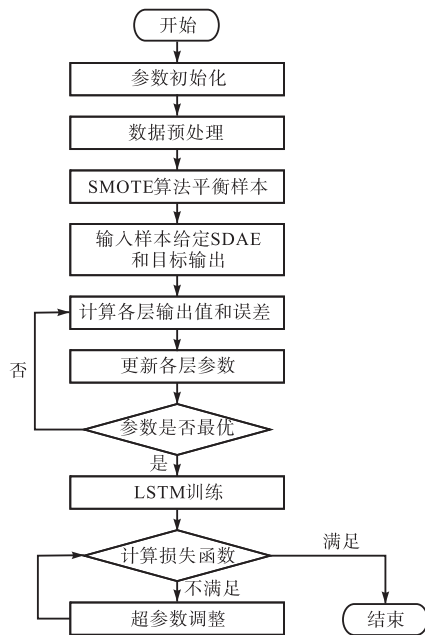 开始
参数初始化
数据预处理
SMOTE算法平衡样本
输入样本给定SDAE
和目标输出
计算各层输出值和误差
否
更新各层参数
参数是否最优
是
LSTM训练
计算损失函数
满足
不满足
超参数调整
结束